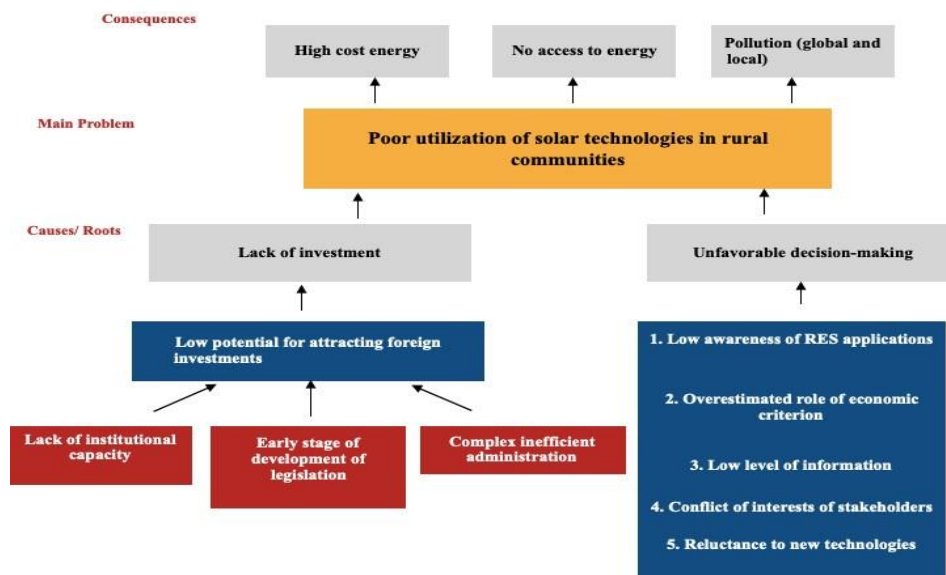 Consequences
High cost energy
No access to energy
Pollution (global and
local)
Main Problem
Poor utilization of solar technologies in rural
communities
Causes/ Roots
Lack of investment
Unfavorable decision-making
Low potential for attracting foreign
investments
Lack of institutional
capacity
Early stage of
development of
legislation
Complex inefficient
administration
1. Low awareness of RES applications
2. Overestimated role of economic
criterion
3. Low level of information
4. Conflict of interests of stakeholders
5. Reluctance to new technologies